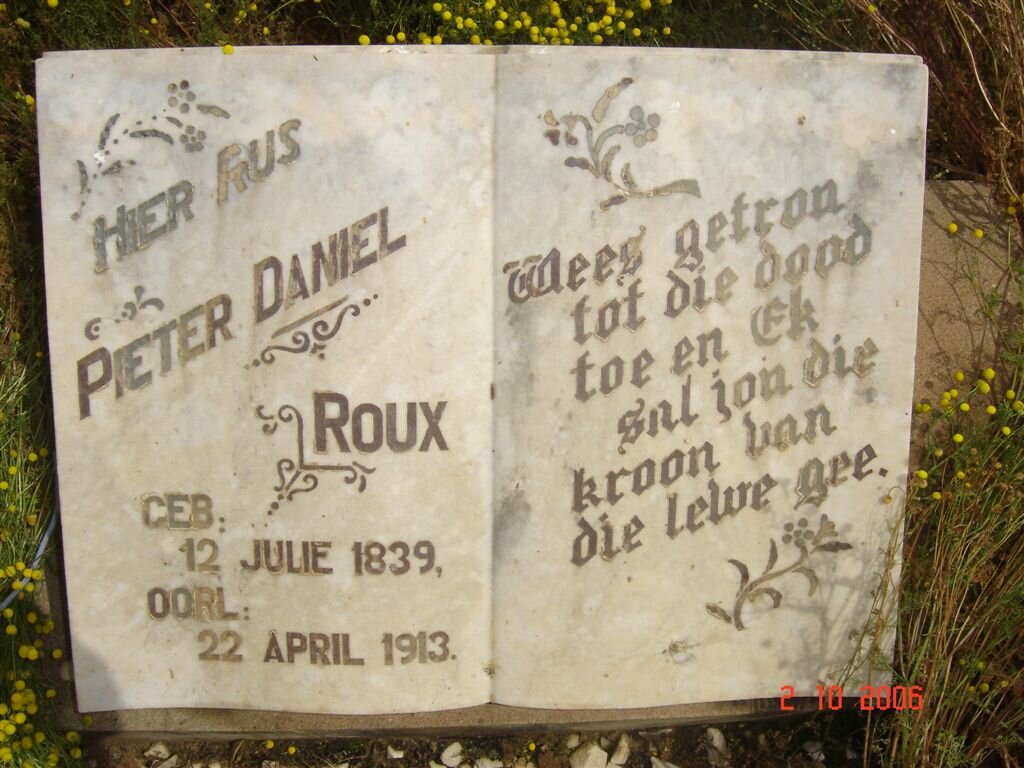 HIER RUS
PIETER DANIEL
ROUX
GEB:
12 JULIE 1839,
OORL:
22 APRIL 1913.
Wees getrou
tot die dood
toe en Ek
sal jou die
kroon van
die lewe gee.
2 10 2006